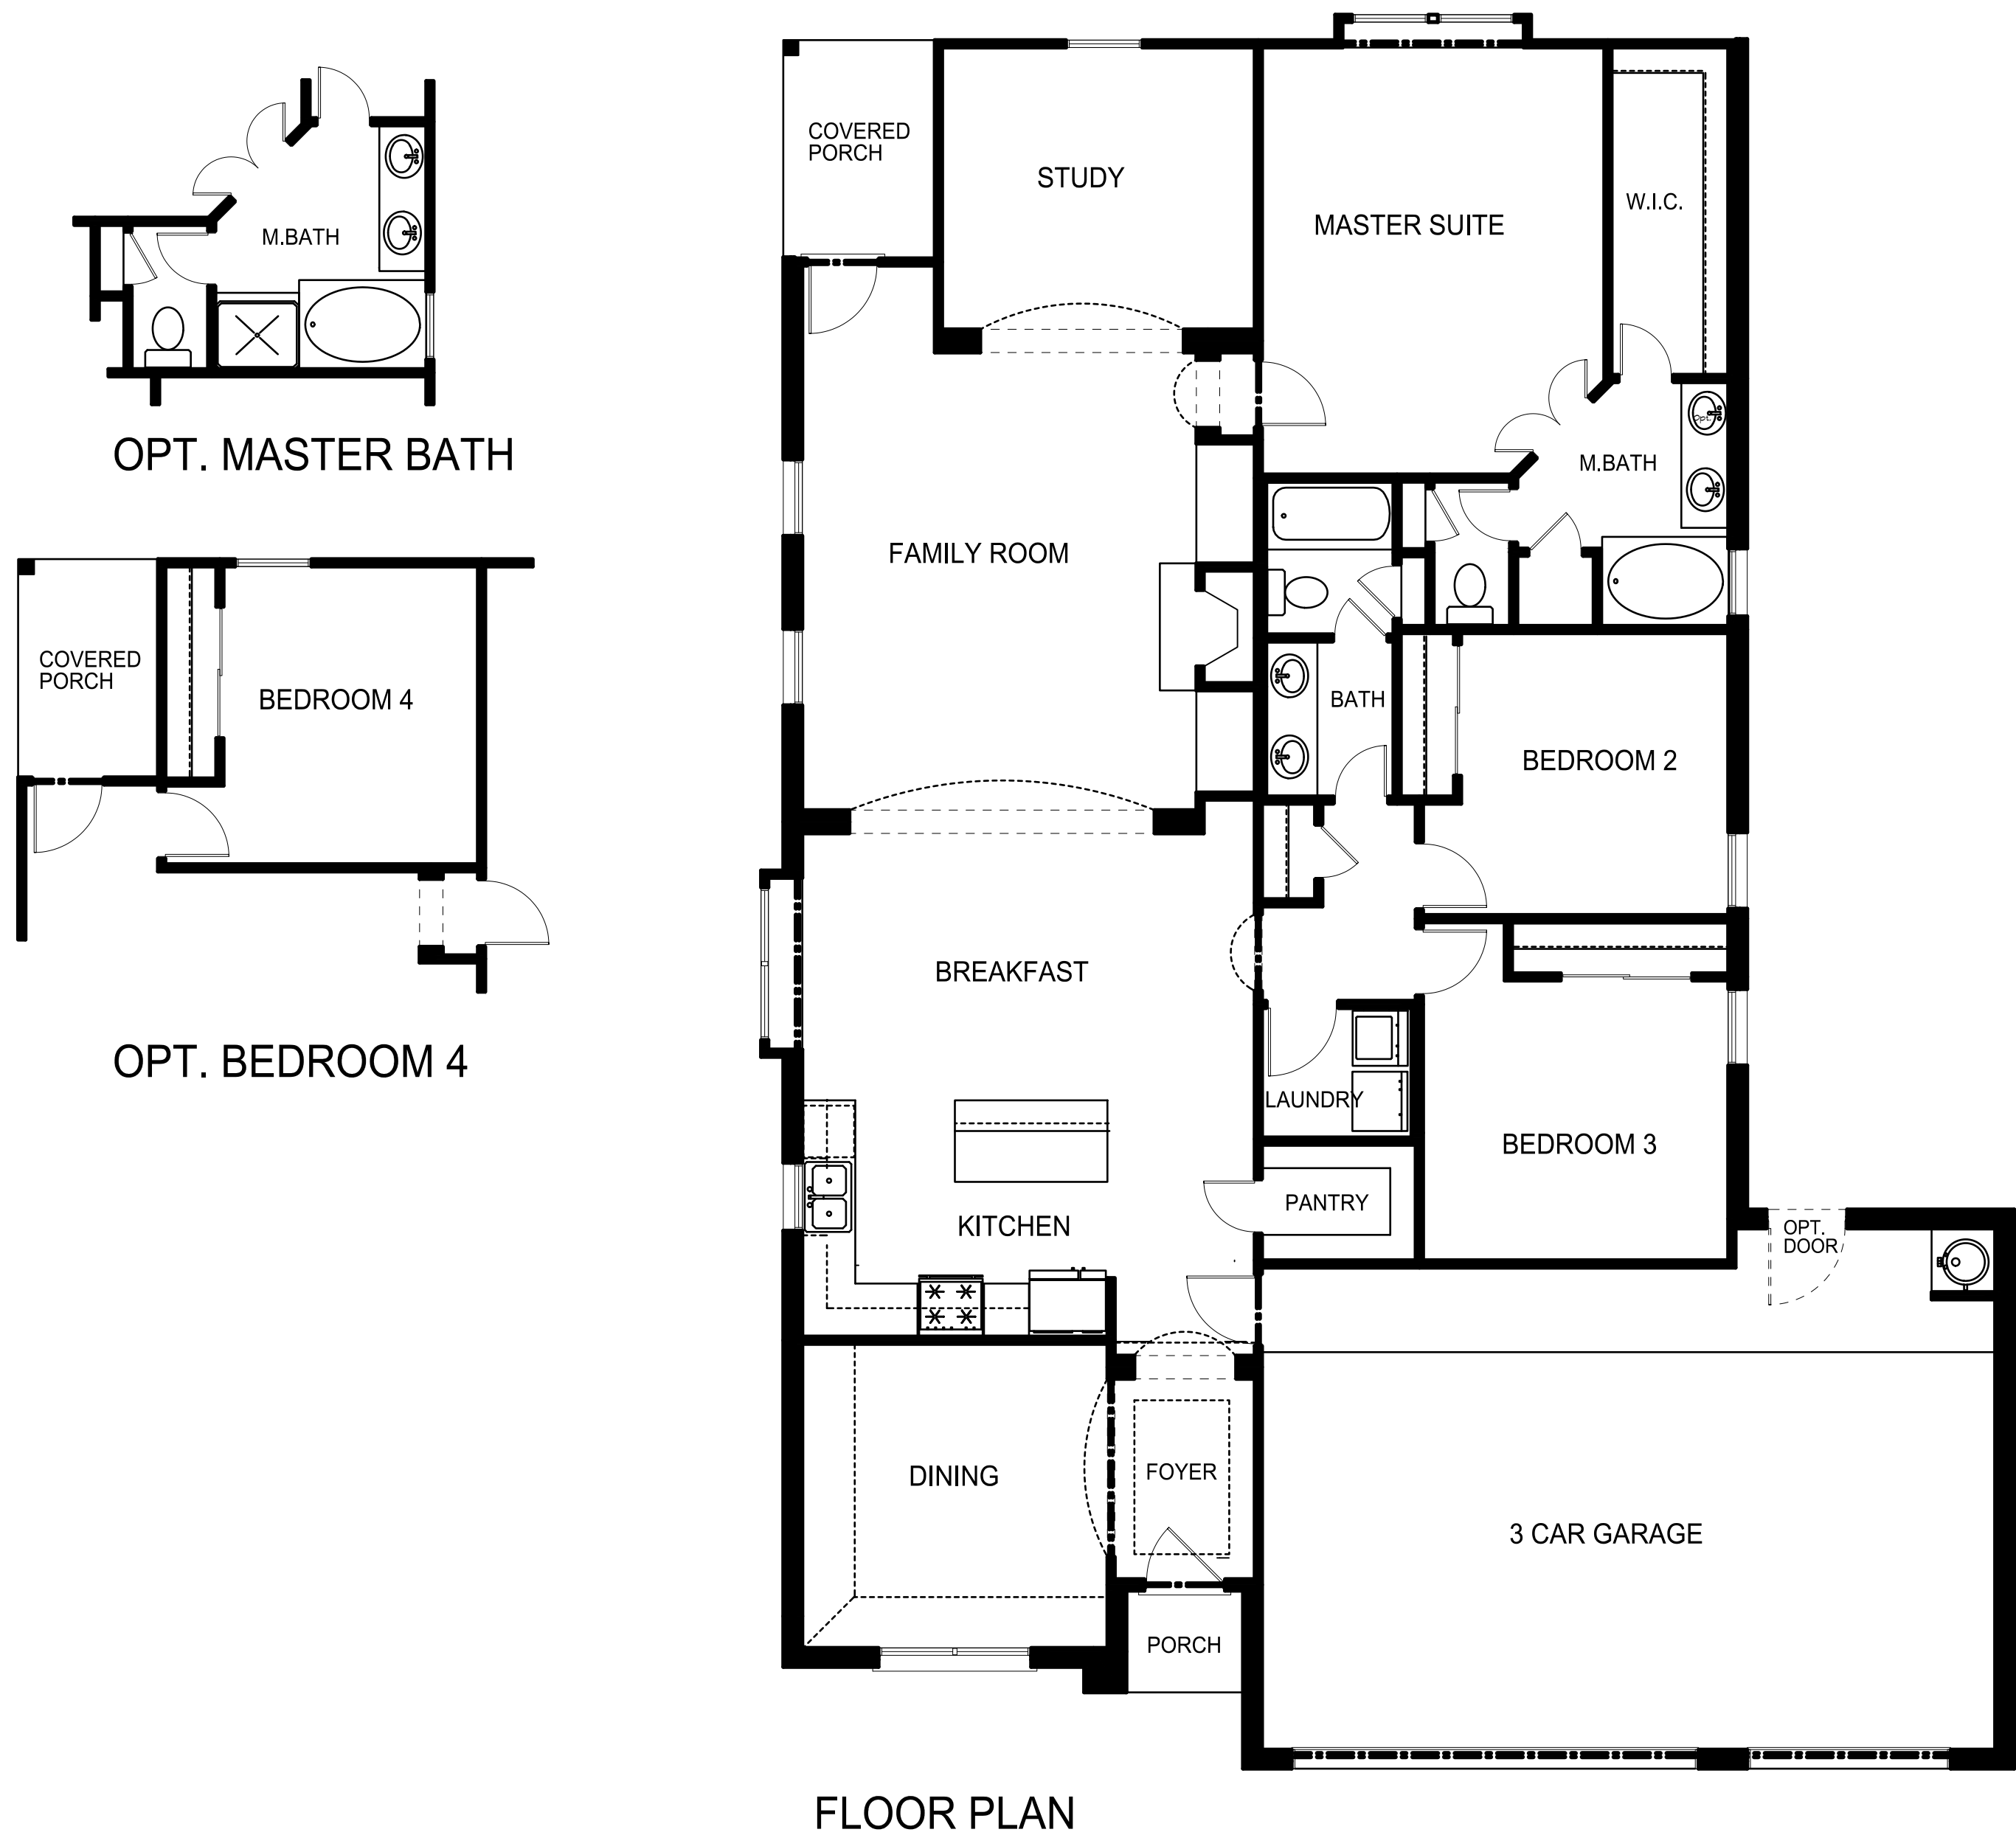 M.BATH
OPT. MASTER BATH
COVERED
PORCH
BEDROOM 4
OPT. BEDROOM 4
COVERED
PORCH
STUDY
MASTER SUITE
W.I.C.
Opt.
M.BATH
FAMILY ROOM
BATH
BEDROOM 2
BREAKFAST
LAUNDRY
BEDROOM 3
PANTRY
KITCHEN
OPT.
DOOR
DINING
FOYER
3 CAR GARAGE
PORCH
FLOOR PLAN